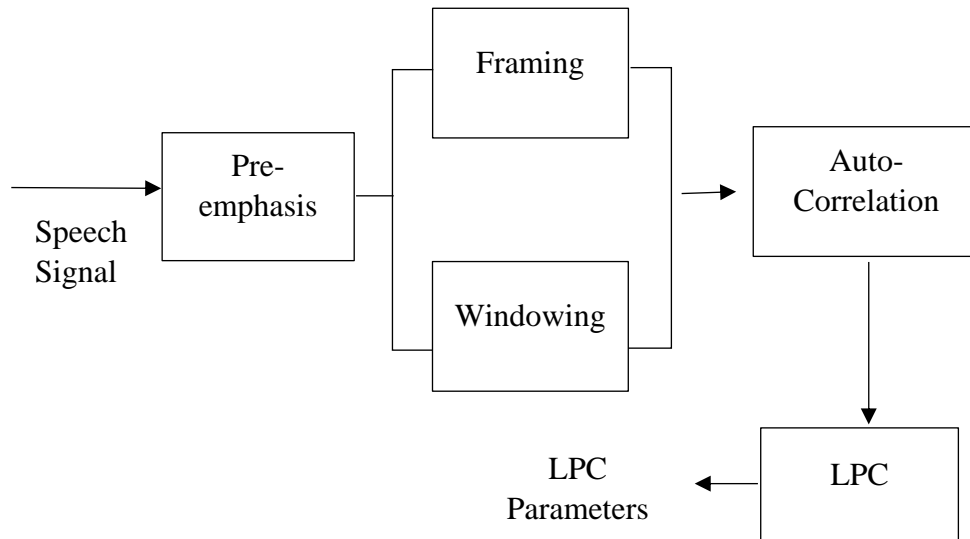 Speech
Signal
Pre-
emphasis
Framing
Windowing
Auto-
Correlation
LPC
LPC
Parameters